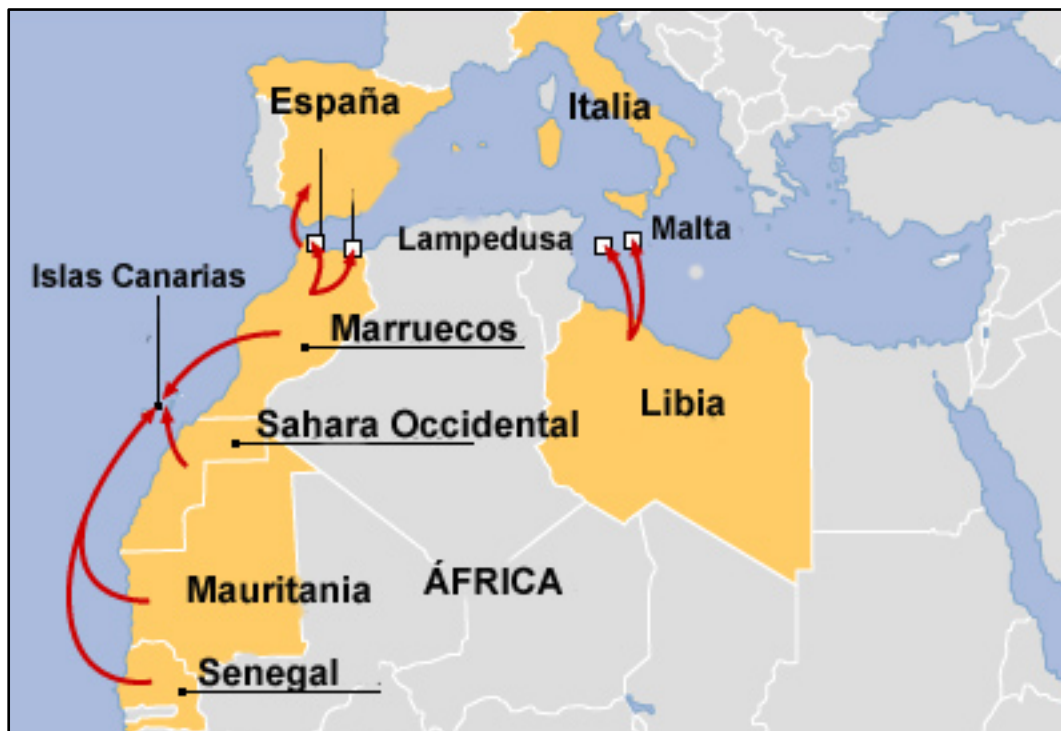 España
Italia
Lampedusa
Malta
Islas Canarias
Marruecos
Libia
Sahara Occidental
Mauritania
ÁFRICA
Senegal